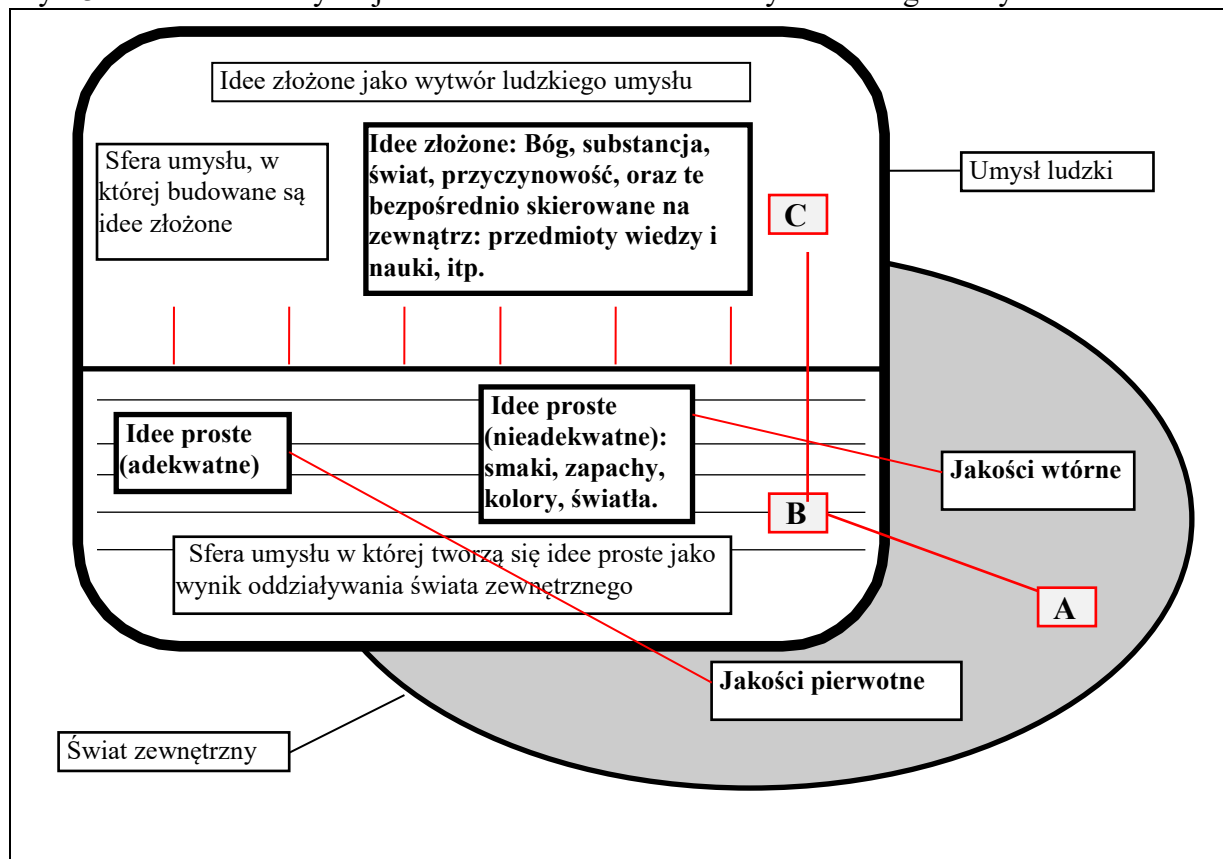 Idee złożone jako wytwór ludzkiego umysłu
Sfera umysłu, w
której budowane są
idee złożone
Idee złożone: Bóg, substancja,
świat, przyczynowość, oraz te
bezpośrednio skierowane na
zewnątrz: przedmioty wiedzy i
nauki, itp.
C
Umysł ludzki
Idee proste
(adekwatne)
Idee proste
(nieadekwatne):
smaki, zapachy,
kolory, światła.
Jakości wtórne
B
Sfera umysłu w której tworzą się idee proste jako
wynik oddziaływania świata zewnętrznego
A
Jakości pierwotne
Świat zewnętrzny